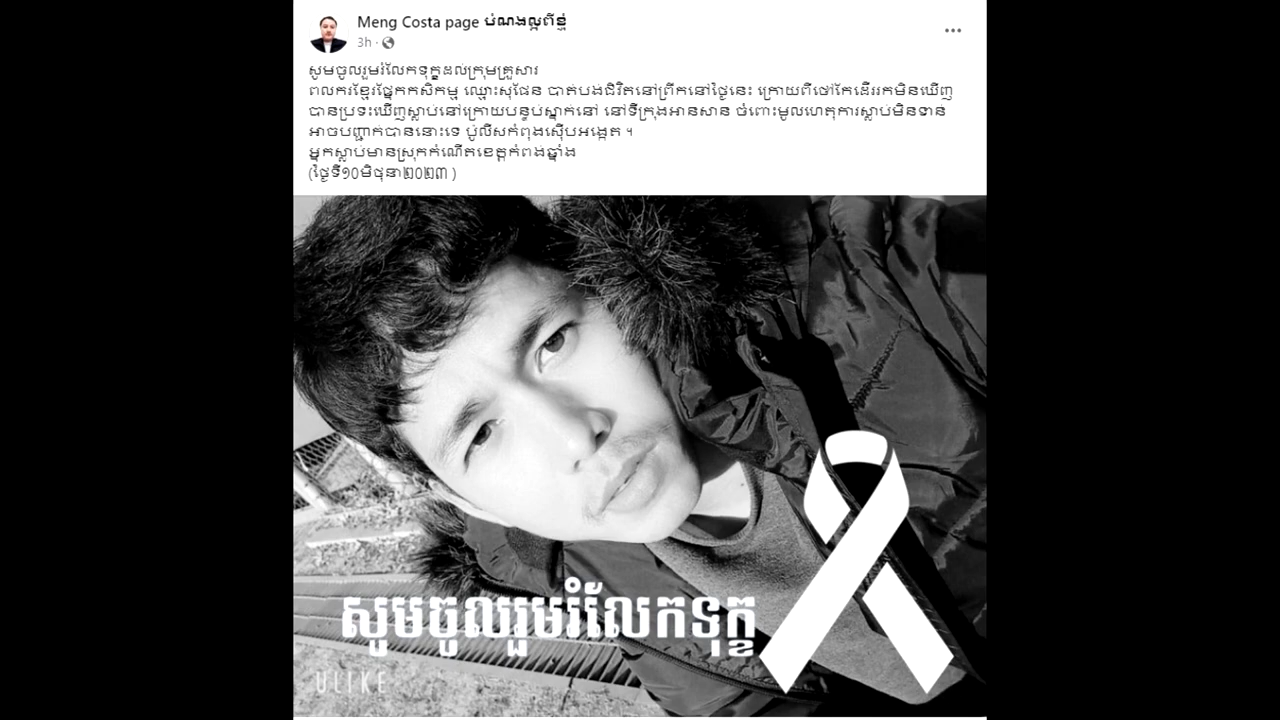 Meng Costa page បំណងល្អពីខ្ញុំ
3h
សូមចូលរួមរំលែកទុក្ខដល់ក្រុមគ្រួសារ
ពលករខ្មែរផ្នែកកសិកម្ម ឈ្មោះសុផែន បាត់បងជិវិតនៅព្រឹកនៅថ្ងៃនេះ ក្រោយពីថៅកែដើររកមិនឃើញ
បានប្រទះឃើញស្លាប់នៅក្រោយបន្ទប់ស្នាក់នៅ នៅទីក្រុងអានសាន ចំពោះមូលហេតុការស្លាប់មិនទាន់
អាចបញ្ជាក់បាននោះទេ ប៉ូលីសកំពុងស៊ើបអង្កេត ។
អ្នកស្លាប់មានស្រុកកំណើតខេត្តកំពងឆ្នាំង
(ថ្ងៃទី១០មិថុនា២០២៣ )
សូមចូលរួមរំលែកទុក្ខ
ULIKE